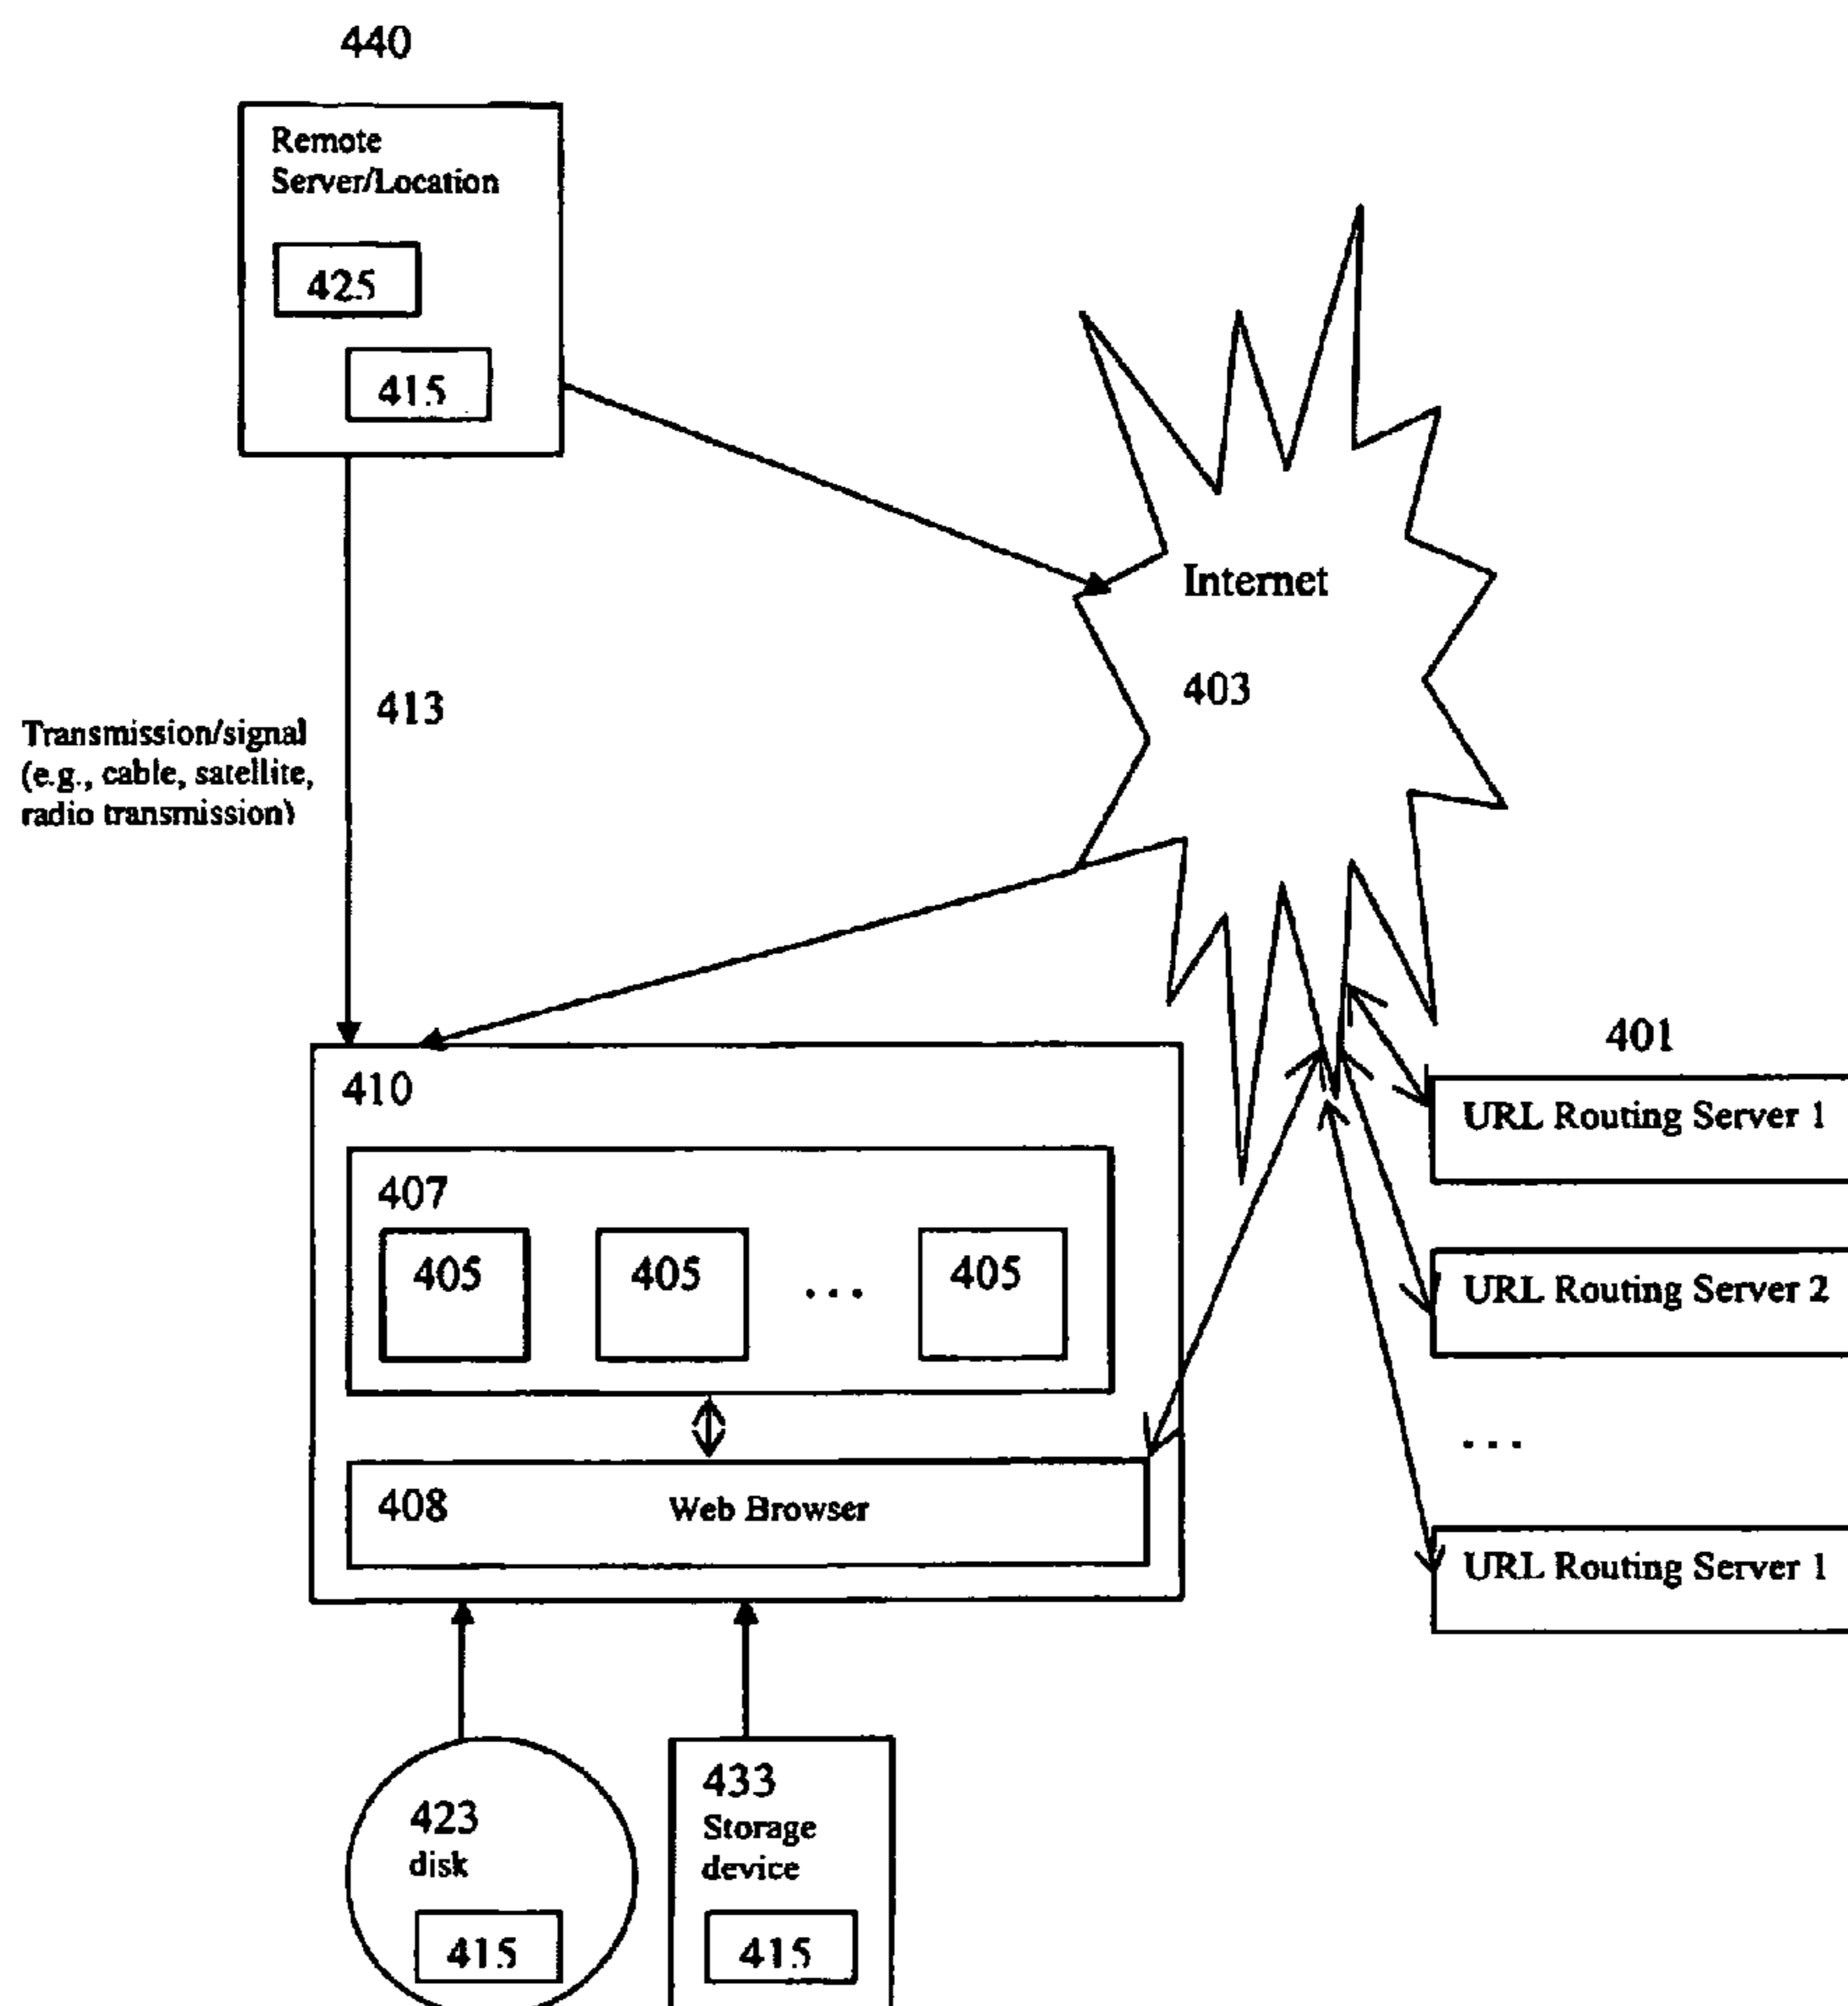 440
Remote
Server/Location
425
415
Internet
403
413
Transmission/signal
(e.g., cable, satellite,
radio transmission)
401
410
URL Routing Server 1
407
405
405
...
405
URL Routing Server 2
...
408
Web Browser
URL Routing Server 1
423
disk
415
433
Storage
device
415